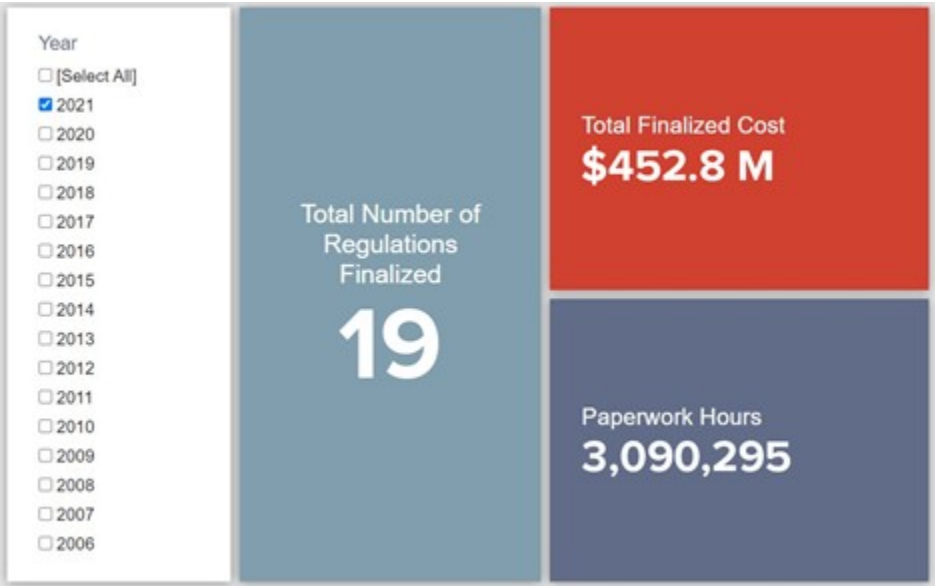 Year
[Select All]
2021
2020
2019
2018
2017
2016
2015
2014
2013
2012
2011
2010
2009
2008
2007
2006
Total Number of
Regulations
Finalized
19
Total Finalized Cost
$452.8 M
Paperwork Hours
3,090,295